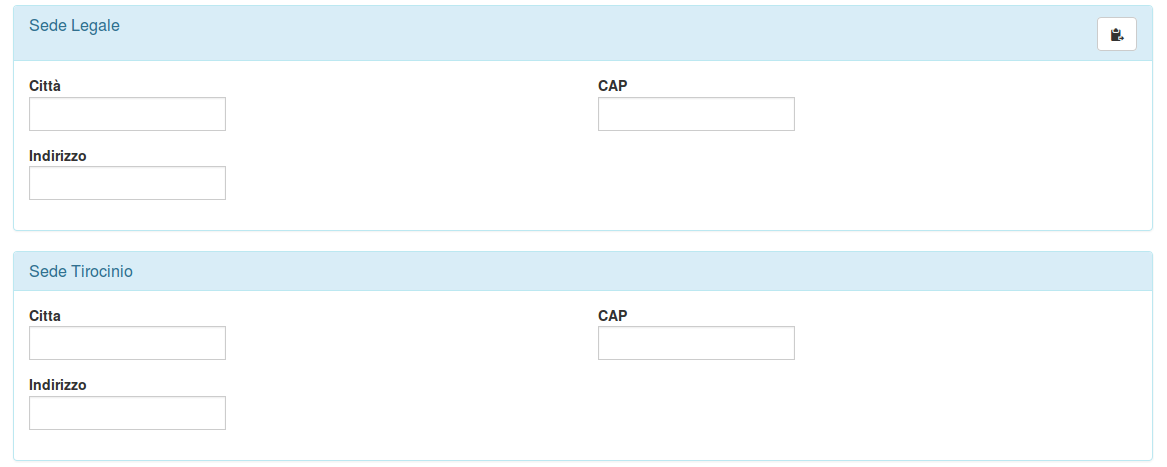 Sede Legale
Città
CAP
Indirizzo
Sede Tirocinio
Citta
CAP
Indirizzo